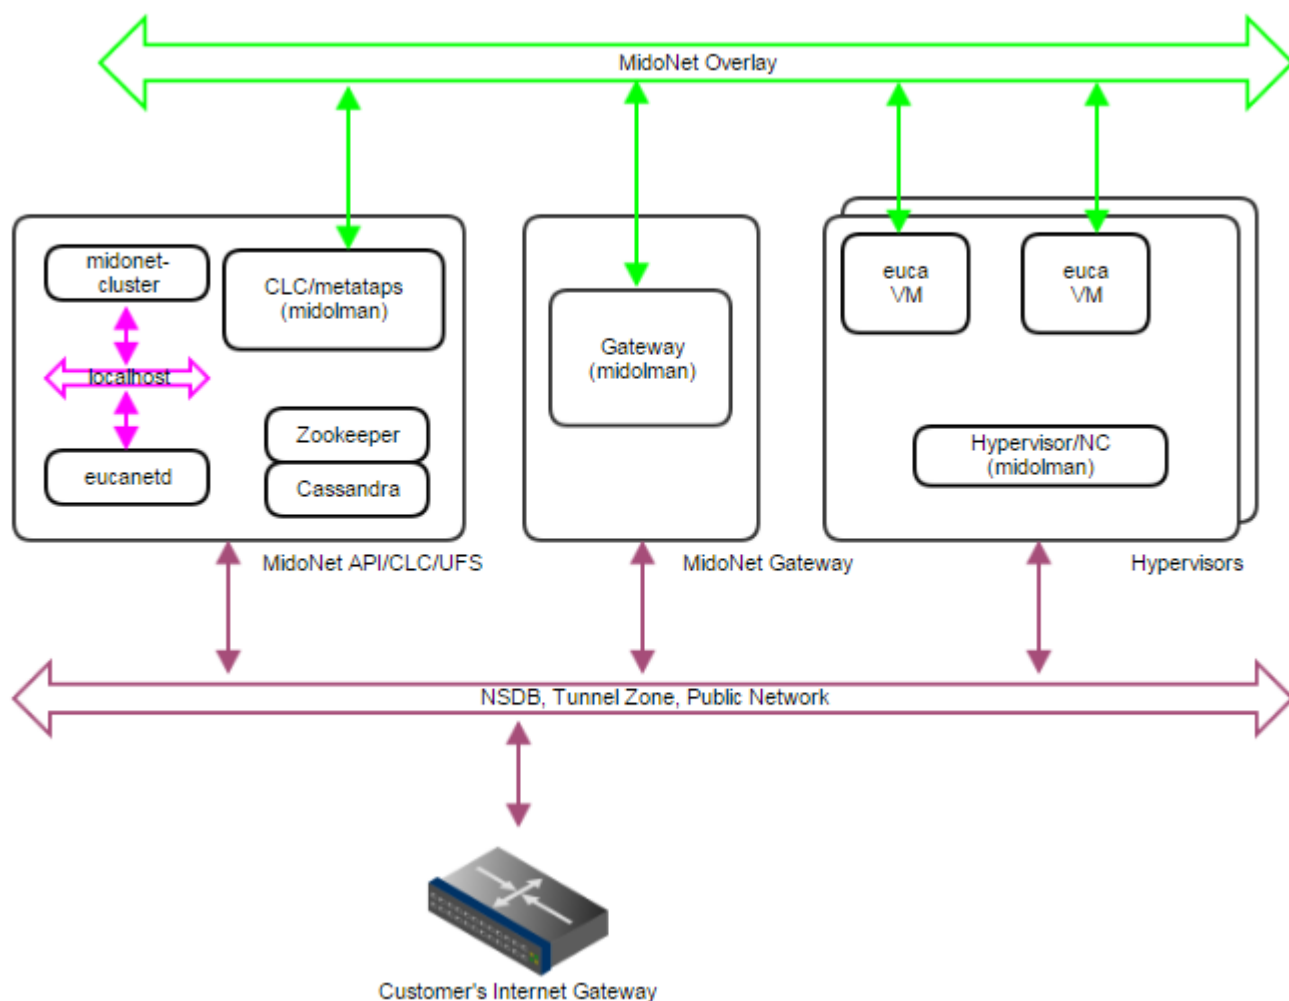 MidoNet Overlay
midonet-
cluster
CLC/metataps
(midolman)
localhost
eucanetd
Zookeeper
Cassandra
MidoNet API/CLC/UFS
Gateway
(midolman)
MidoNet Gateway
euca
VM
euca
VM
Hypervisor/NC
(midolman)
Hypervisors
NSDB, Tunnel Zone, Public Network
Customer's Internet Gateway